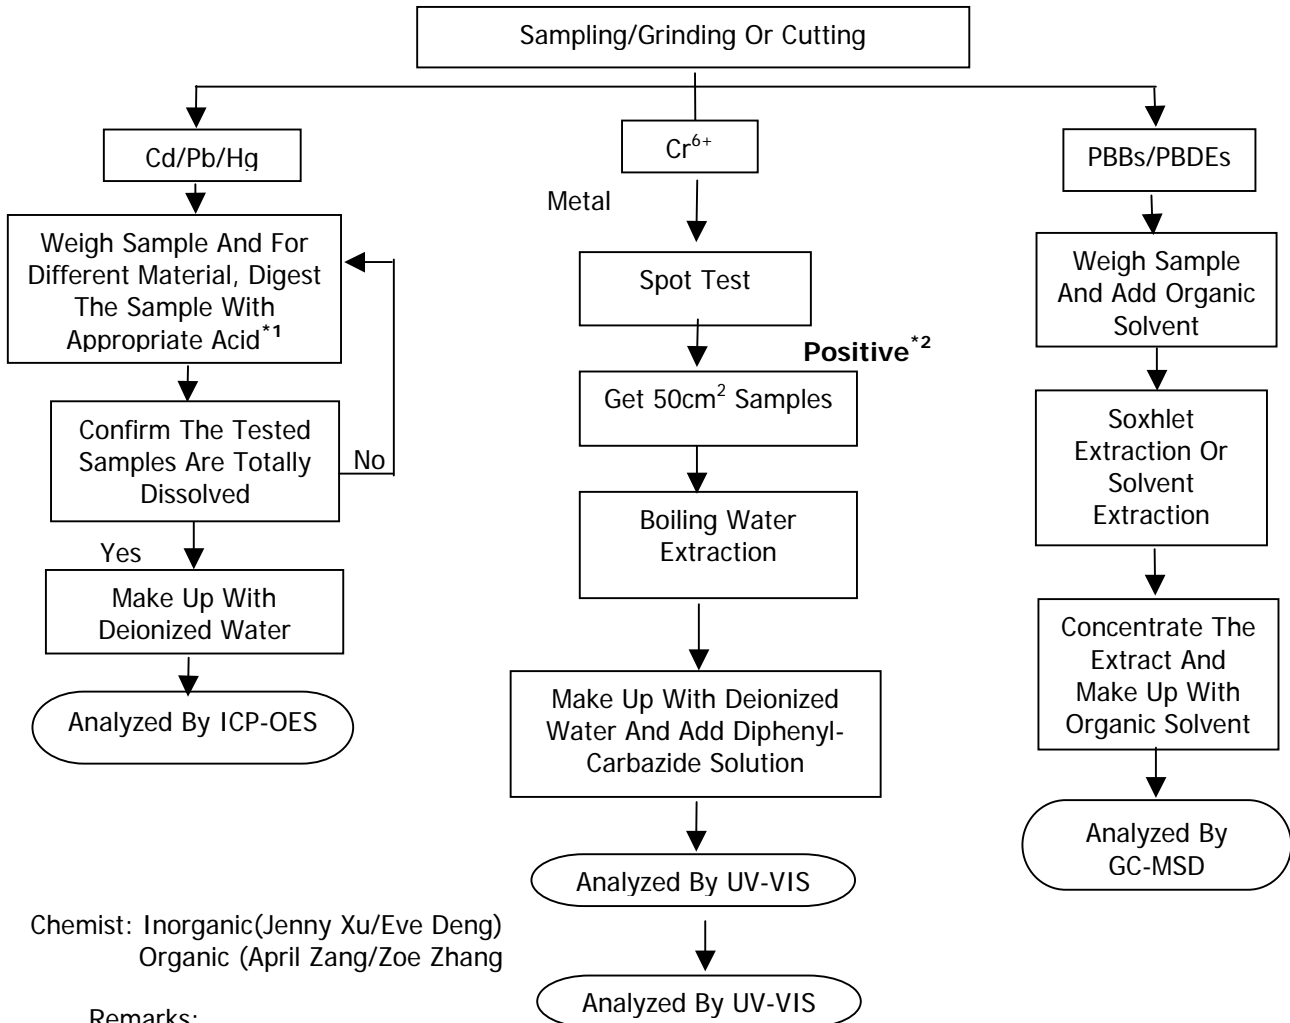 Sampling/Grinding Or Cutting
Cd/Pb/Hg
Weigh Sample And For
Different Material, Digest
The Sample With
Appropriate Acid*1
Confirm The Tested
Samples Are Totally
Dissolved
No
Yes
Make Up With
Deionized Water
Analyzed By ICP-OES
Cr6+
Metal
Spot Test
Positive*2
Get 50cm2 Samples
Boiling Water
Extraction
Make Up With Deionized
Water And Add Diphenyl-
Carbazide Solution
Analyzed By UV-VIS
Analyzed By UV-VIS
PBBs/PBDEs
Weigh Sample
And Add Organic
Solvent
Soxhlet
Extraction Or
Solvent
Extraction
Concentrate The
Extract And
Make Up With
Organic Solvent
Analyzed By
GC-MSD
Chemist: Inorganic(Jenny Xu/Eve Deng)
Organic (April Zang/Zoe Zhang
Remarks: